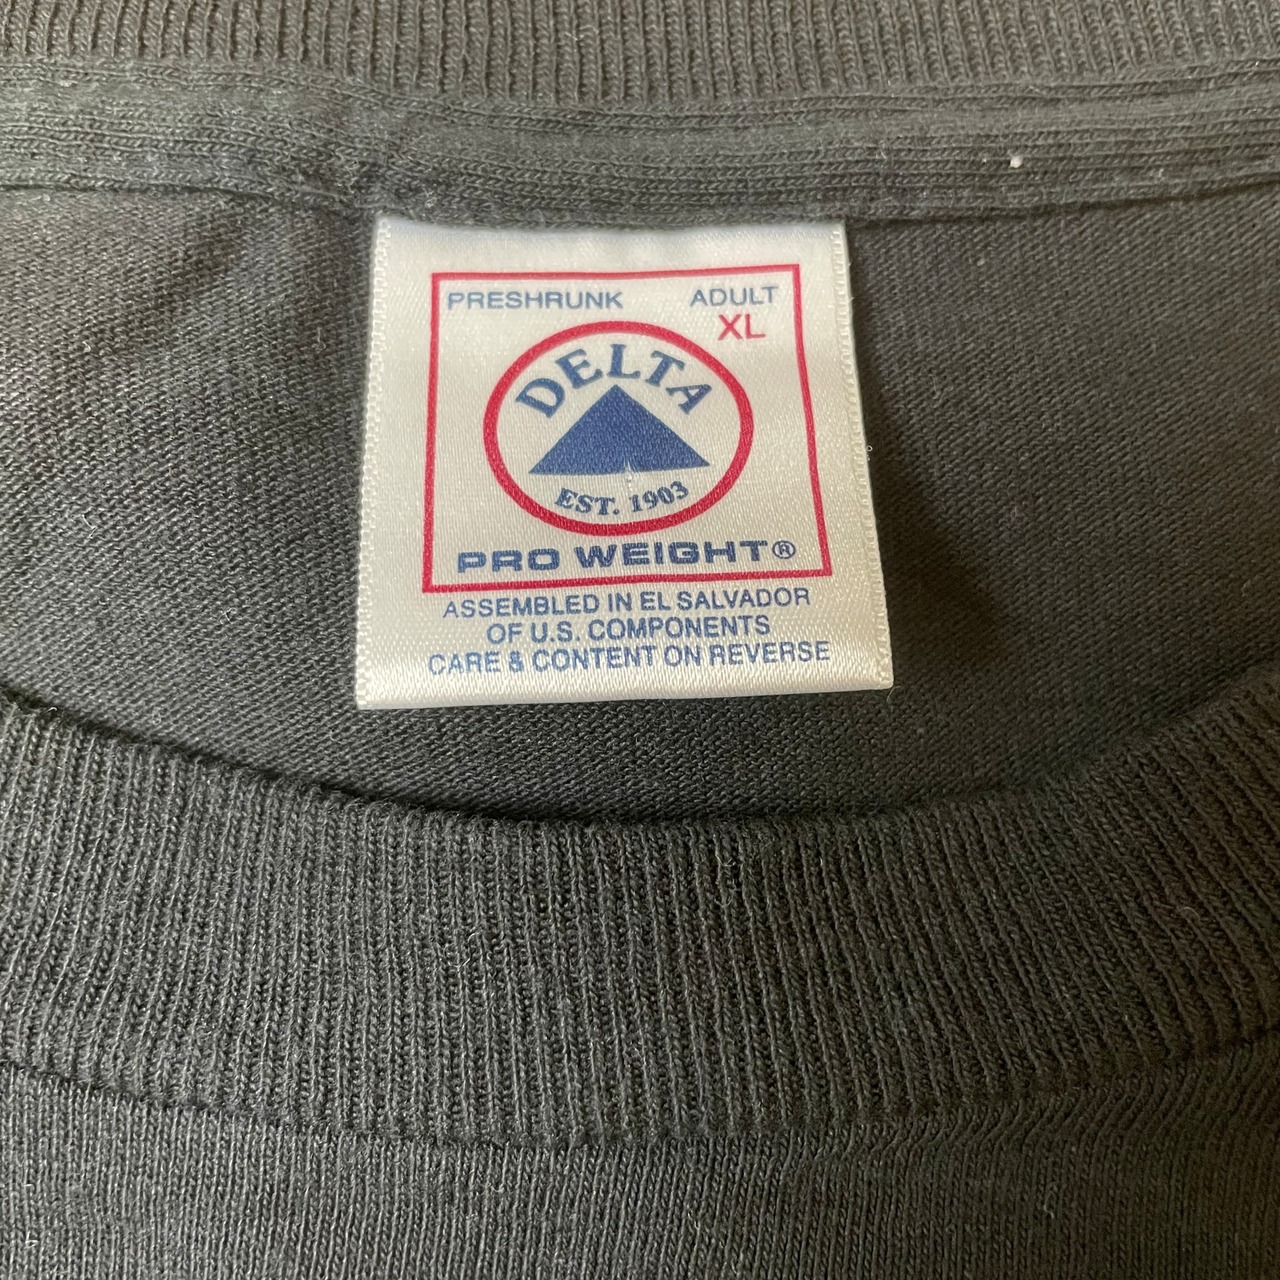 PRESHRUNK ADULT
XL
DELTA
EST. 1903
PRO WEIGHT®
ASSEMBLED IN EL SALVADOR
OF U.S. COMPONENTS
CARE & CONTENT ON REVERSE